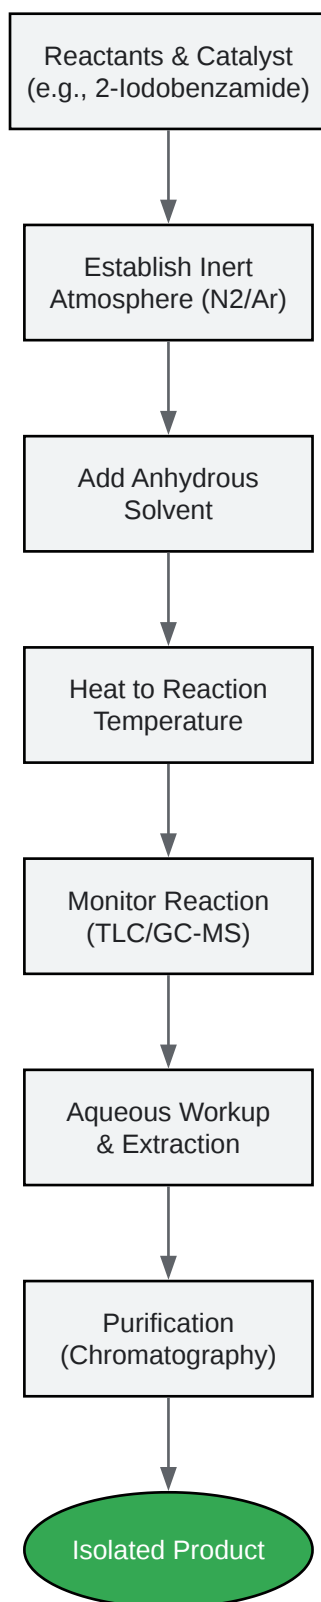 Reactants & Catalyst
(e.g., 2-Iodobenzamide)
Establish Inert
Atmosphere (N2/Ar)
Add Anhydrous
Solvent
Heat to Reaction
Temperature
Monitor Reaction
(TLC/GC-MS)
Aqueous Workup
& Extraction
Purification
(Chromatography)
Isolated Product